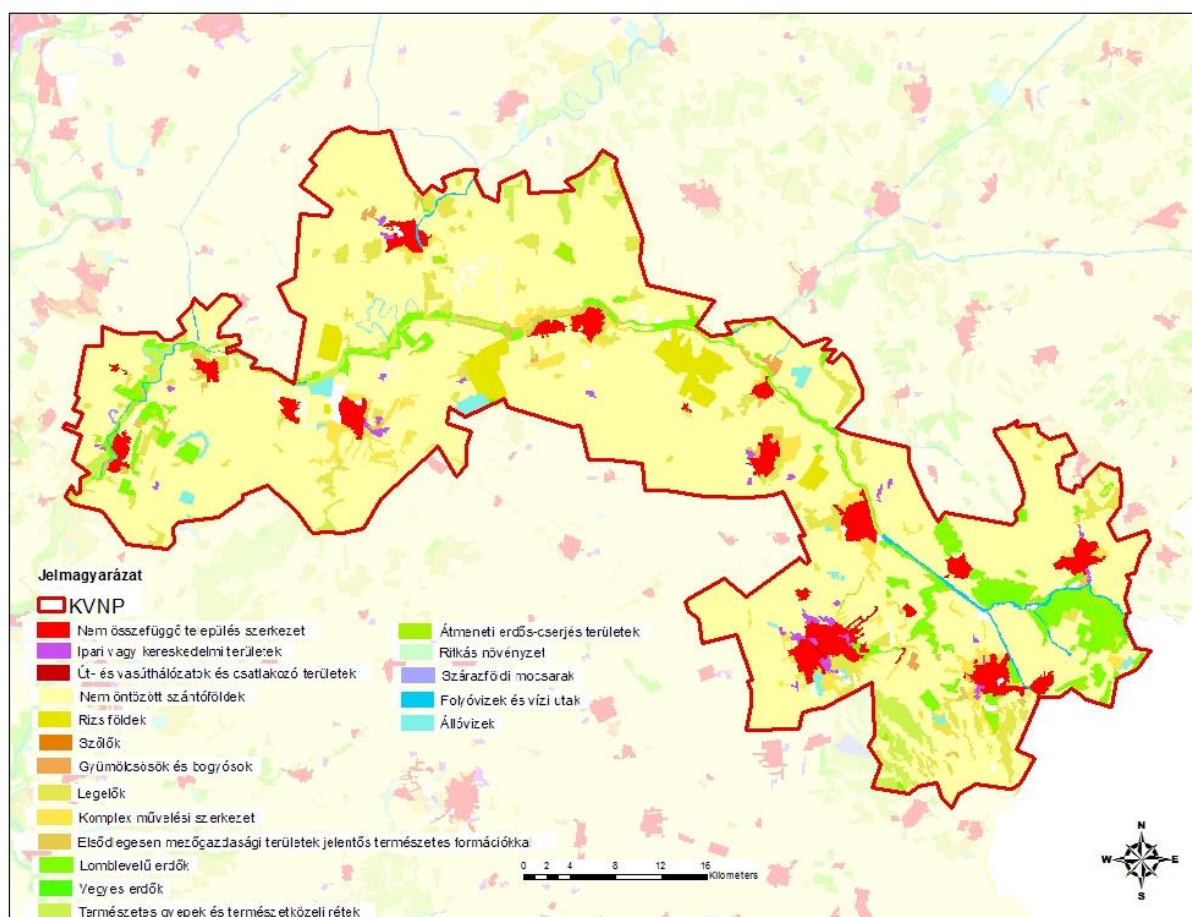 Jelmagyarázat
KVNP
Nem összefüggő település szerkezet
Ipari vagy kereskedelmi területek
Út- és vasúthálózatok és csatlakozó területek
Nem öntözött szántóföldek
Rizs földek
Szőlők
Gyümölcsösök és bogyósok
Legelők
Komplex művelési szerkezet
Elsődlegesen mezőgazdasági területek jelentős természetes formációkkal
Lomblevelű erdők
Vegyes erdők
Természetes gyepek és természetközeli rétek
Átmeneti erdős-cserjés területek
Ritkás növényzet
Szárazföldi mocsarak
Folyóvizek és vízi utak
Állóvizek
0 2 4 8 12 16
Kilometers
N
W E
S